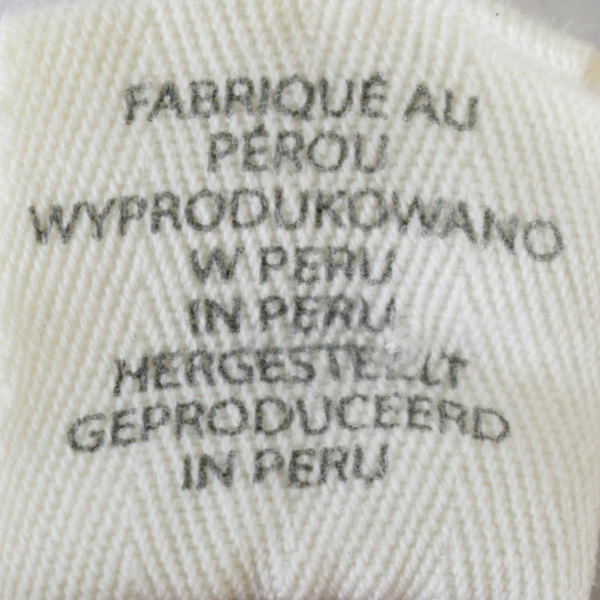 FABRIQUÉ AU
PÉROU
WYPRODUKOWANO
W PERU
IN PERU
HERGESTELLT
GEPRODUCEERD
IN PERU